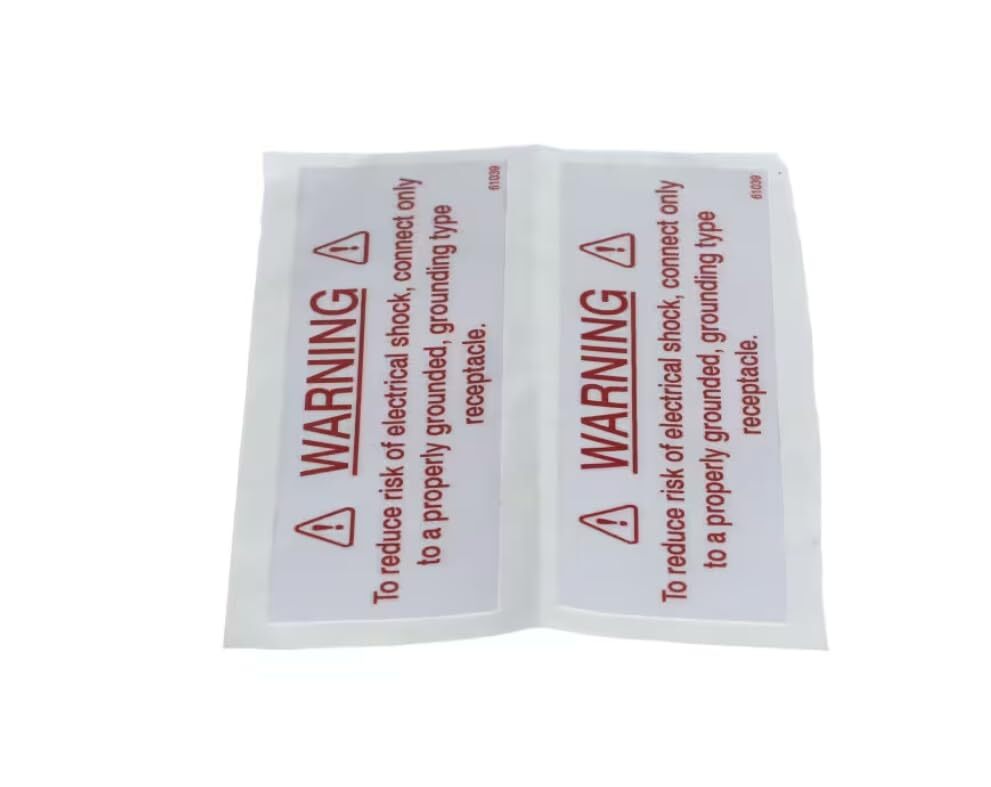 WARNING
To reduce risk of electrical shock, connect only
to a properly grounded, grounding type
receptacle.
61039
WARNING
To reduce risk of electrical shock, connect only
to a properly grounded, grounding type
receptacle.
61039